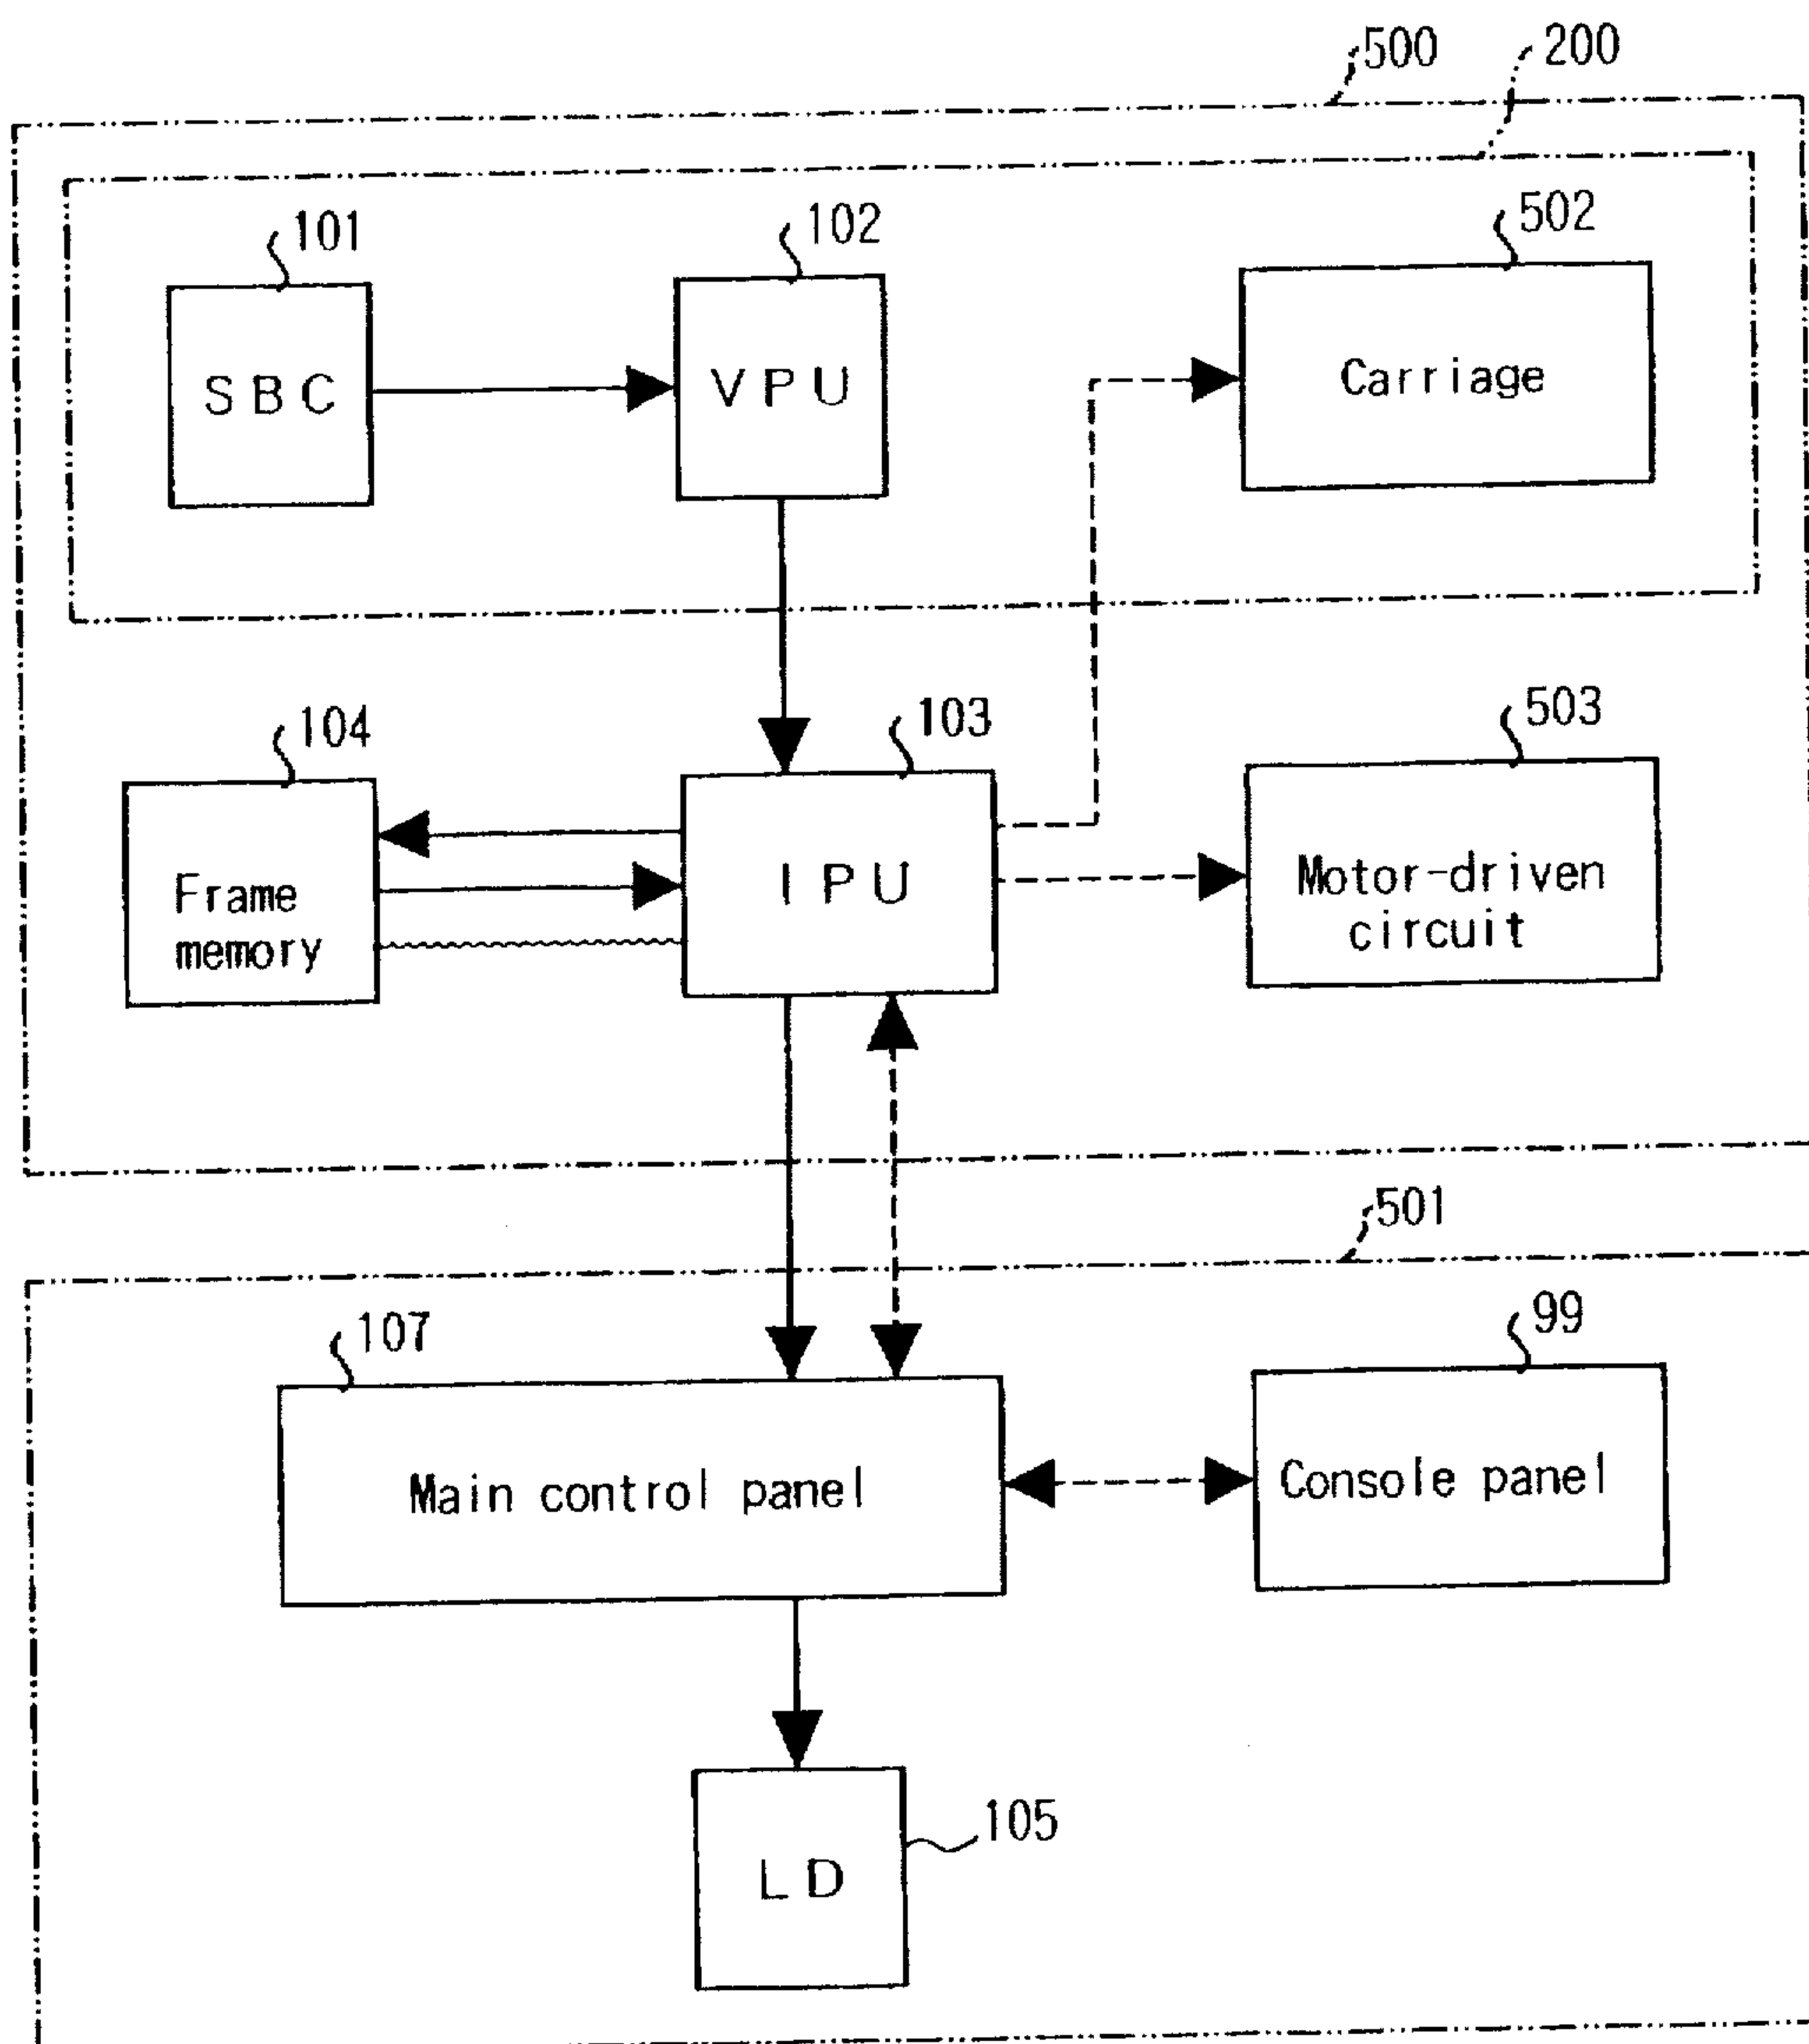 500
200
101
102
502
SBC
VPU
Carriage
104
103
503
Frame
memory
IPU
Motor-driven
circuit
501
107
99
Main control panel
Console panel
105
LD